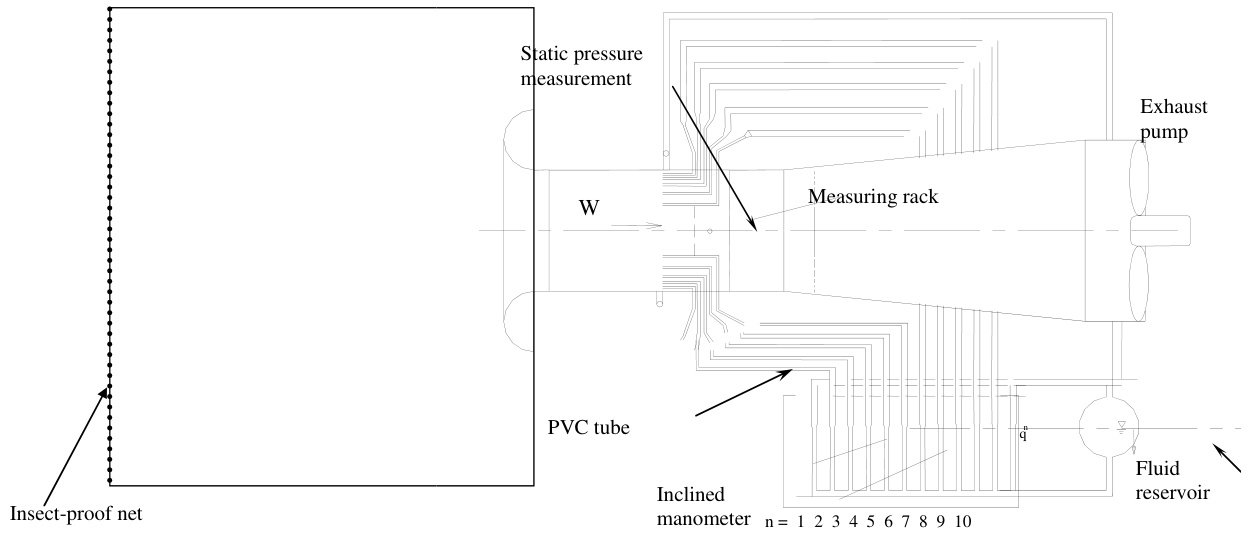 Static pressure
measurement
Exhaust
pump
Measuring rack
W
PVC tube
q
Fluid
reservoir
Insect-proof net
Inclined
manometer
n = 1 2 3 4 5 6 7 8 9 10